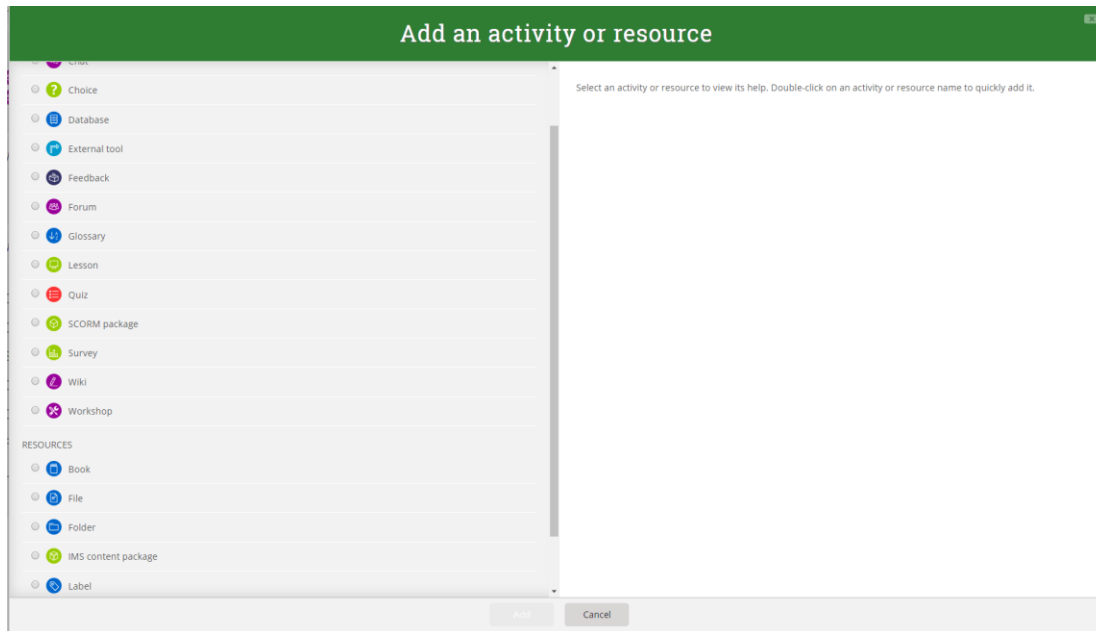 Add an activity or resource
Chat
Choice
Database
External tool
Feedback
Forum
Glossary
Lesson
Quiz
SCORM package
Survey
Wiki
Workshop
RESOURCES
Book
File
Folder
IMS content package
Label
Select an activity or resource to view its help. Double-click on an activity or resource name to quickly add it.
Add
Cancel